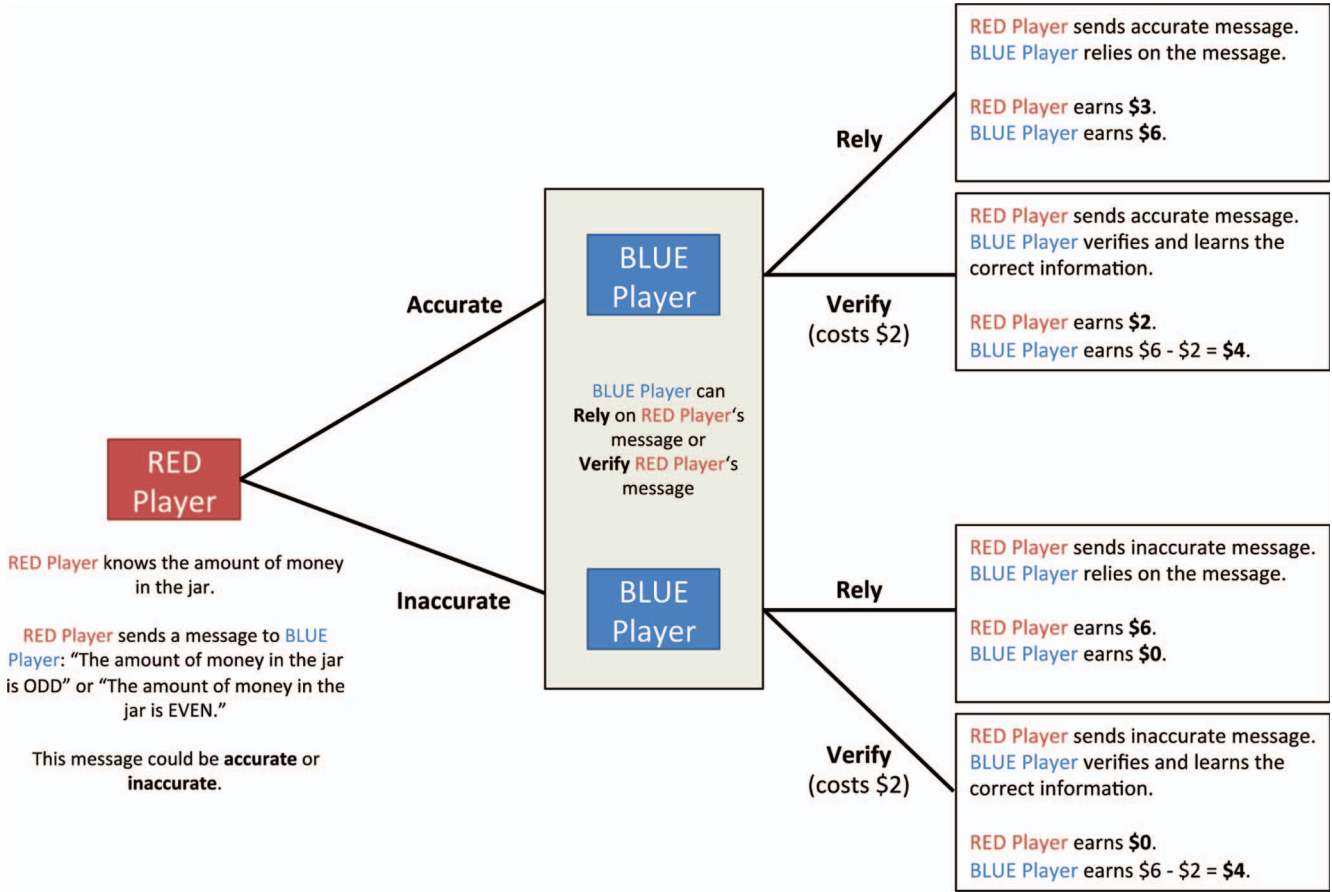 RED Player sends accurate message.
BLUE Player relies on the message.
RED Player earns $3.
BLUE Player earns $6.
Rely
RED Player sends accurate message.
BLUE Player verifies and learns the
correct information.
RED Player earns $2.
BLUE Player earns $6 - $2 = $4.
Verify
(costs $2)
BLUE
Player
Accurate
BLUE Player can
Rely on RED Player‘s
message or
Verify RED Player‘s
message
RED
Player
RED Player knows the amount of money
in the jar.
RED Player sends a message to BLUE
Player: “The amount of money in the jar
is ODD” or “The amount of money in the
jar is EVEN.”
This message could be accurate or
inaccurate.
Inaccurate
BLUE
Player
Rely
RED Player sends inaccurate message.
BLUE Player relies on the message.
RED Player earns $6.
BLUE Player earns $0.
Verify
(costs $2)
RED Player sends inaccurate message.
BLUE Player verifies and learns the
correct information.
RED Player earns $0.
BLUE Player earns $6 - $2 = $4.